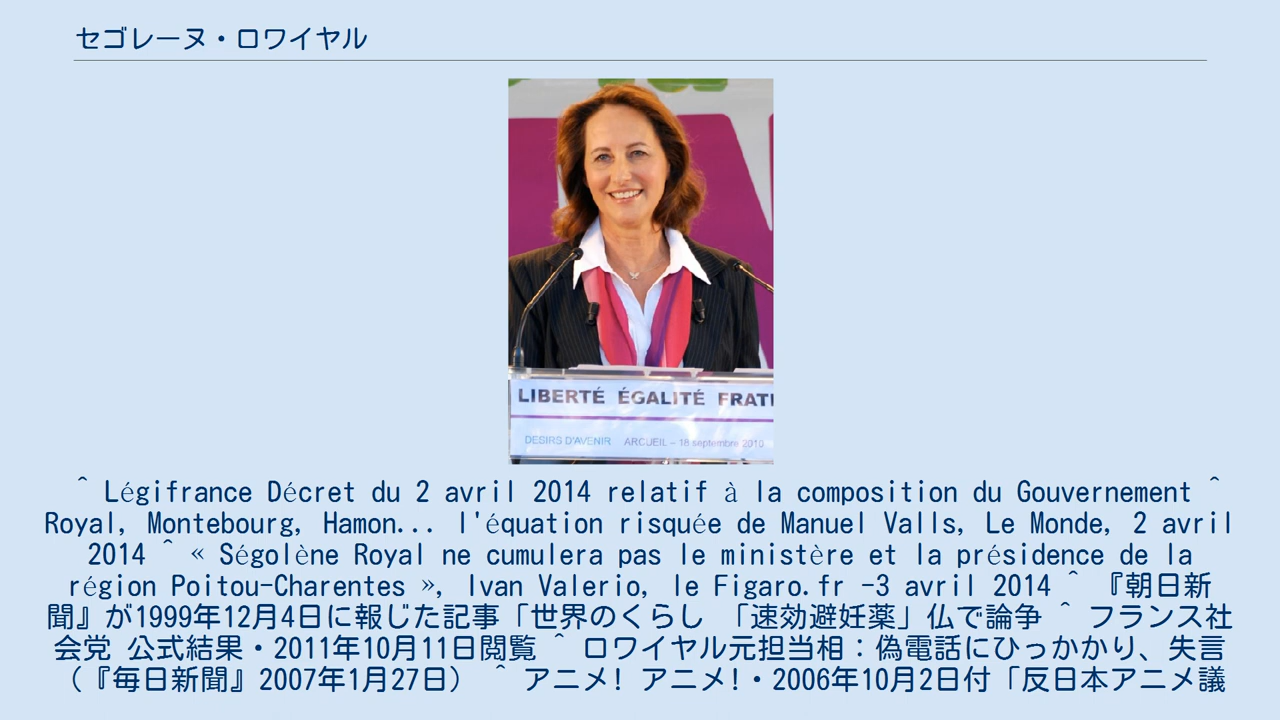 セゴレーヌ・ロワイヤル
LIBERTÉ ÉGALITÉ FRAT
DESIRS D'AVENIR ARCUEIL – 18 septembre 2010
^ Légifrance Décret du 2 avril 2014 relatif à la composition du Gouvernement ^
Royal, Montebourg, Hamon... l'équation risquée de Manuel Valls, Le Monde, 2 avril
2014 ^ « Ségolène Royal ne cumulera pas le ministère et la présidence de la
région Poitou-Charentes », Ivan Valerio, le Figaro.fr -3 avril 2014 ^ 『朝日新
聞』が1999年12月4日に報じた記事「世界のくらし 「速効避妊薬」仏で論争 ^ フランス社
会党 公式結果・2011年10月11日閲覧 ^ ロワイヤル元担当相：偽電話にひっかかり、失言
（『毎日新聞』2007年1月27日） ^ アニメ! アニメ!・2006年10月2日付「反日本アニメ議